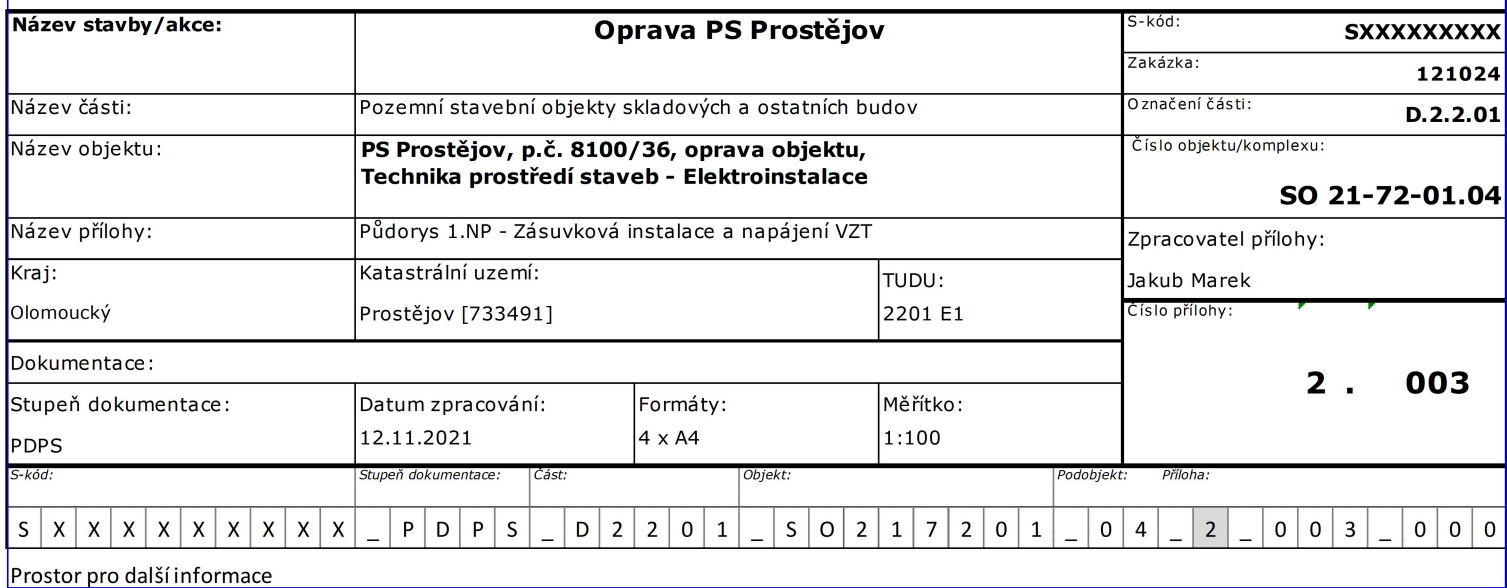 Název stavby/akce:
Oprava PS Prostějov
S-kód:
SXXXXXXXXX
Zakázka:
121024
Název části:
Pozemní stavební objekty skladových a ostatních budov
Označení části:
D.2.2.01
Název objektu:
PS Prostějov, p.č. 8100/36, oprava objektu,
Technika prostředí staveb - Elektroinstalace
Číslo objektu/komplexu:
SO 21-72-01.04
Název přílohy:
Půdorys 1.NP - Zásuvková instalace a napájení VZT
Zpracovatel přílohy:
Jakub Marek
Kraj:
Olomoucký
Katastrální uzemí:
Prostějov [733491]
TUDU:
2201 E1
Číslo přílohy:
2 . 003
Dokumentace:
Stupeň dokumentace:
PDPS
Datum zpracování:
12.11.2021
Formáty:
4 x A4
Měřítko:
1:100
S-kód: Stupeň dokumentace: Část: Objekt: Podobjekt: Příloha:
S X X X X X X X X X _ P D P S _ D 2 2 0 1 _ S O 2 1 7 2 0 1 _ 0 4 _ 2 _ 0 0 3 _ 0 0 0
Prostor pro další informace